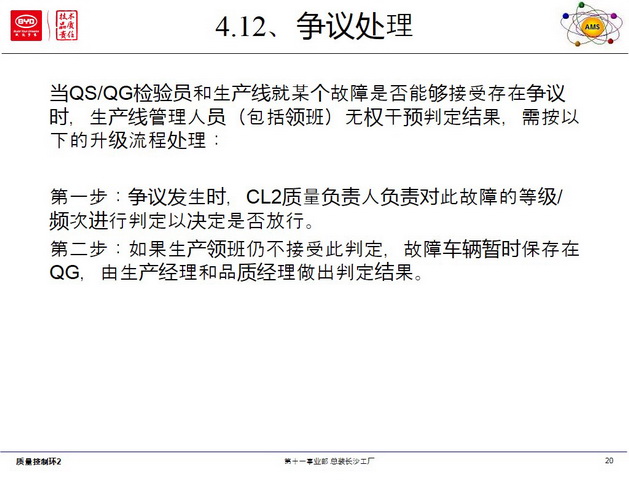 BYD
技术
品质
责信
4.12、争议处理
AMS
当QS/QG检验员和生产线就某个故障是否能够接受存在争议
时，生产线管理人员（包括领班）无权干预判定结果，需按以
下的升级流程处理：
第一步：争议发生时，CL2质量负责人负责对此故障的等级/
频次进行判定以决定是否放行。
第二步：如果生产领班仍不接受此判定，故障车辆暂时保存在
QG，由生产经理和品质经理做出判定结果。
质量控制环2
第十一事业部 总装长沙工厂
20